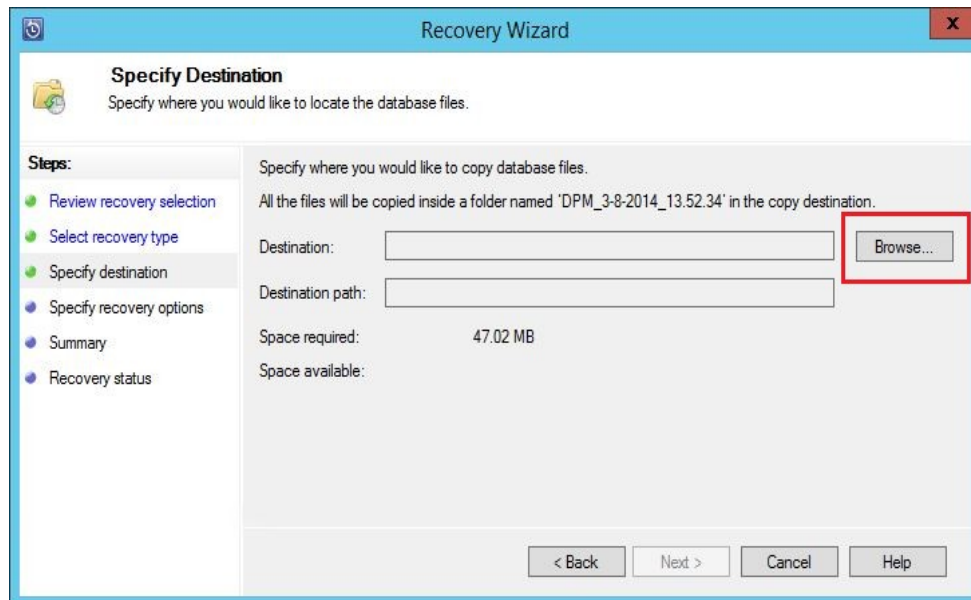 Recovery Wizard
X
Specify Destination
Specify where you would like to locate the database files.
Steps:
Review recovery selection
Select recovery type
Specify destination
Specify recovery options
Summary
Recovery status
Specify where you would like to copy database files.
All the files will be copied inside a folder named 'DPM_3-8-2014_13.52.34' in the copy destination.
Destination:
Browse...
Destination path:
Space required: 47.02 MB
Space available:
< Back Next > Cancel Help